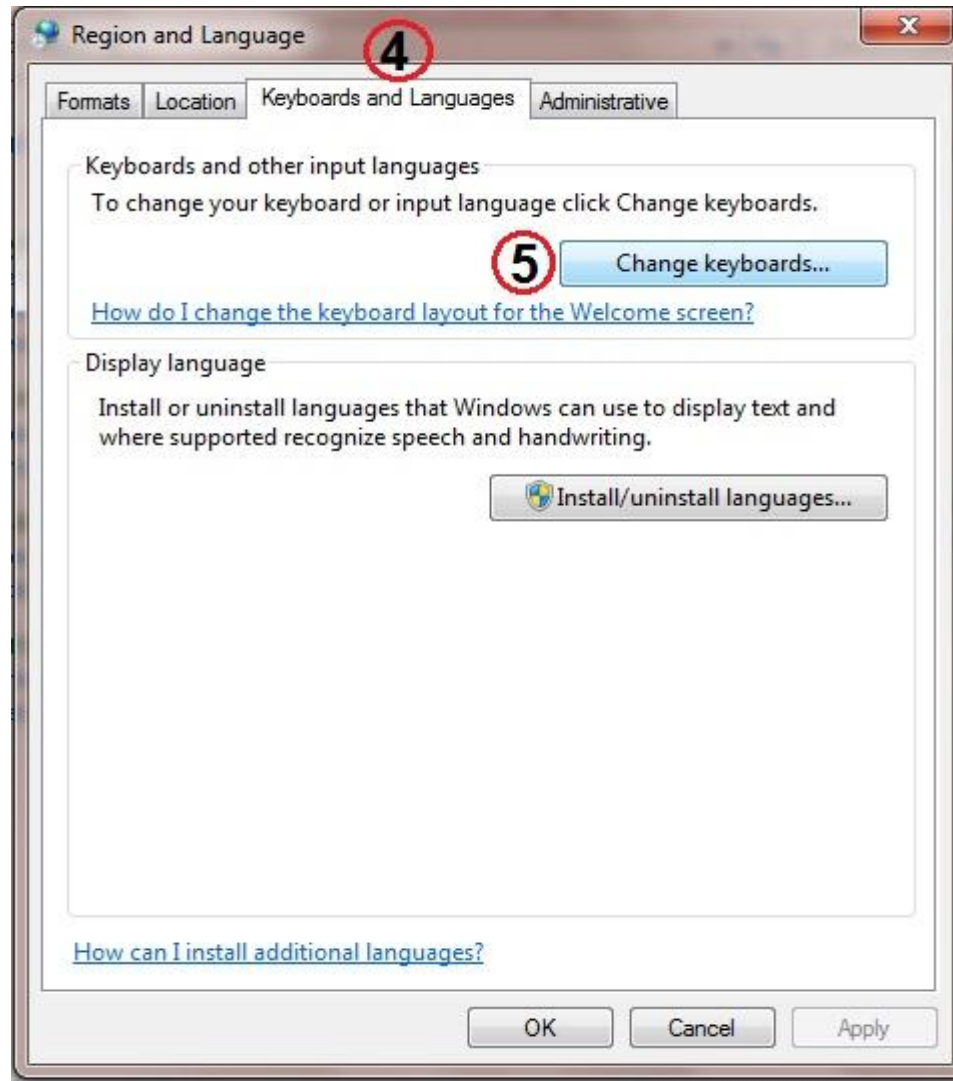 Region and Language
4
Formats Location Keyboards and Languages Administrative
Keyboards and other input languages
To change your keyboard or input language click Change keyboards.
5 Change keyboards...
How do I change the keyboard layout for the Welcome screen?
Display language
Install or uninstall languages that Windows can use to display text and
where supported recognize speech and handwriting.
Install/uninstall languages...
How can I install additional languages?
OK Cancel Apply